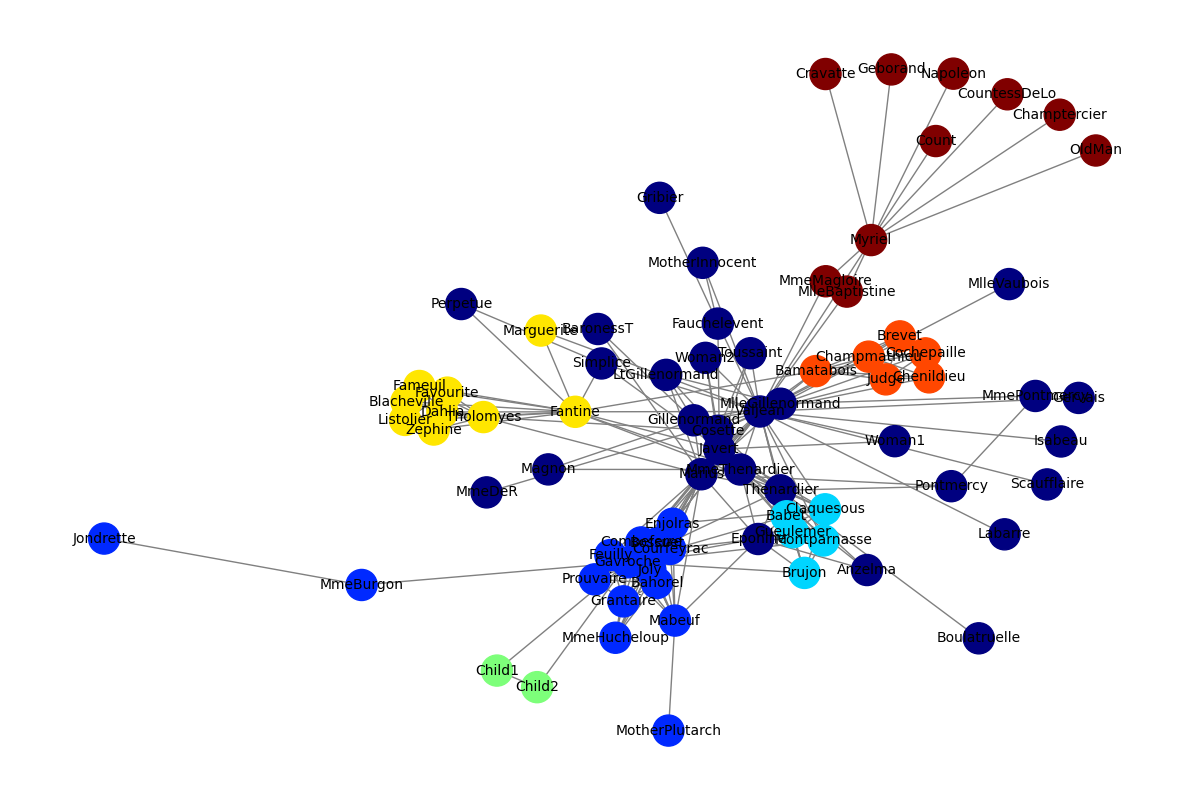 Cravatte
Geborand
Napoleon
CountessDeLo
Champtercier
Count
OldMan
Gribier
Myriel
MotherInnocent
MmeMagloire
MlleBaptistine
MlleVaubois
Perpetue
Marguerite
BaronessT
Fauchelevent
Brevet
Simplice
Woman2
Toussaint
Champmathieu
Cochepaille
LtGillenormand
Bamatabois
Judge
Chenildieu
Fameuil
Favourite
Blacheville
Dahlia
Listolier
Zephine
Tholomyes
Fantine
Gillenormand
MlleGillenormand
Valjean
MmePontmercy
Gervais
Cosette
Javert
Woman1
Isabeau
Magnon
Marius
MmeThenardier
MmeDeR
Thenardier
Pontmercy
Scaufflaire
Claquesous
Babet
Enjolras
Gueulemer
Labarre
Jondrette
Eponine
Montparnasse
Combeferre
Bossuet
Feuilly
Courfeyrac
Gavroche
Joly
Brujon
Anzelma
MmeBurgon
Prouvaire
Bahorel
Grantaire
Mabeuf
MmeHucheloup
Boulatruelle
Child1
Child2
MotherPlutarch